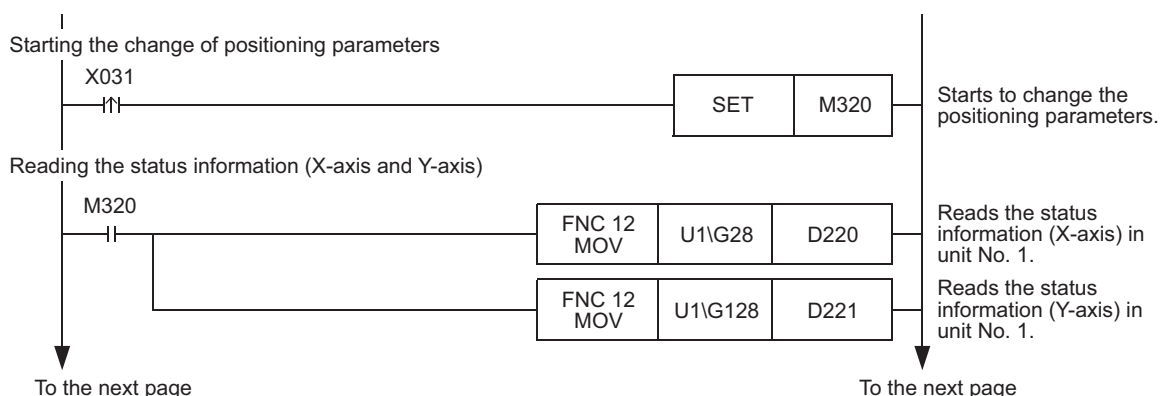 Starting the change of positioning parameters
X031
SET M320
Starts to change the
positioning parameters.
Reading the status information (X-axis and Y-axis)
M320
FNC 12
MOV
U1\G28
D220
Reads the status
information (X-axis) in
unit No. 1.
FNC 12
MOV
U1\G128
D221
Reads the status
information (Y-axis) in
unit No. 1.
To the next page
To the next page